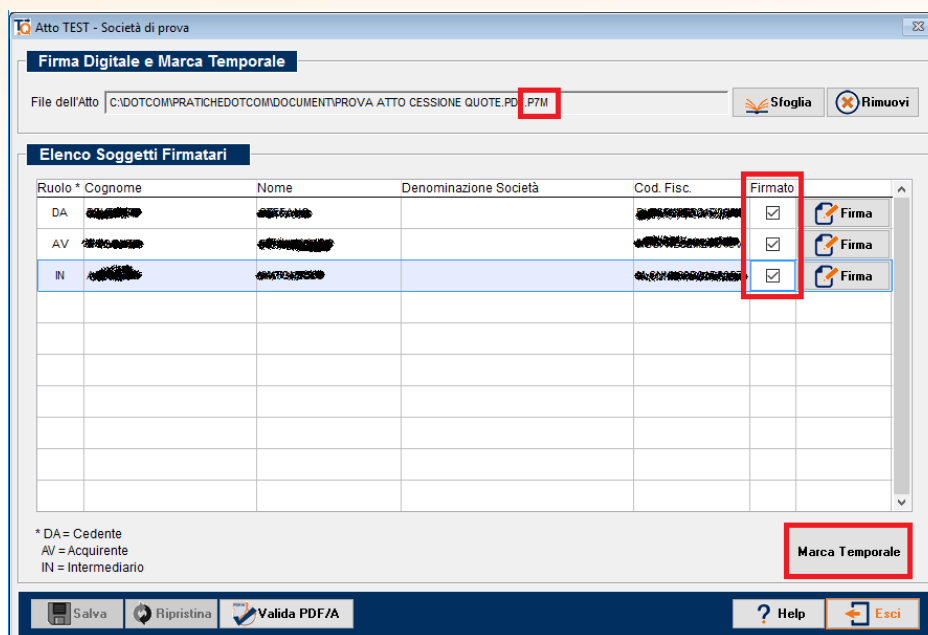 Atto TEST - Società di prova
Firma Digitale e Marca Temporale
File dell'Atto C:\DOTCOM\PRATICHEDOTCOM\DOCUMENT\PROVA ATTO CESSIONE QUOTE.PDF.P7M Sfoglia Rimuovi
Elenco Soggetti Firmatari
Ruolo * Cognome Nome Denominazione Società Cod. Fisc. Firmato
DA Firma
AV Firma
IN Firma
* DA = Cedente
AV = Acquirente
IN = Intermediario
Marca Temporale
Salva Ripristina Valida PDF/A ? Help Esci